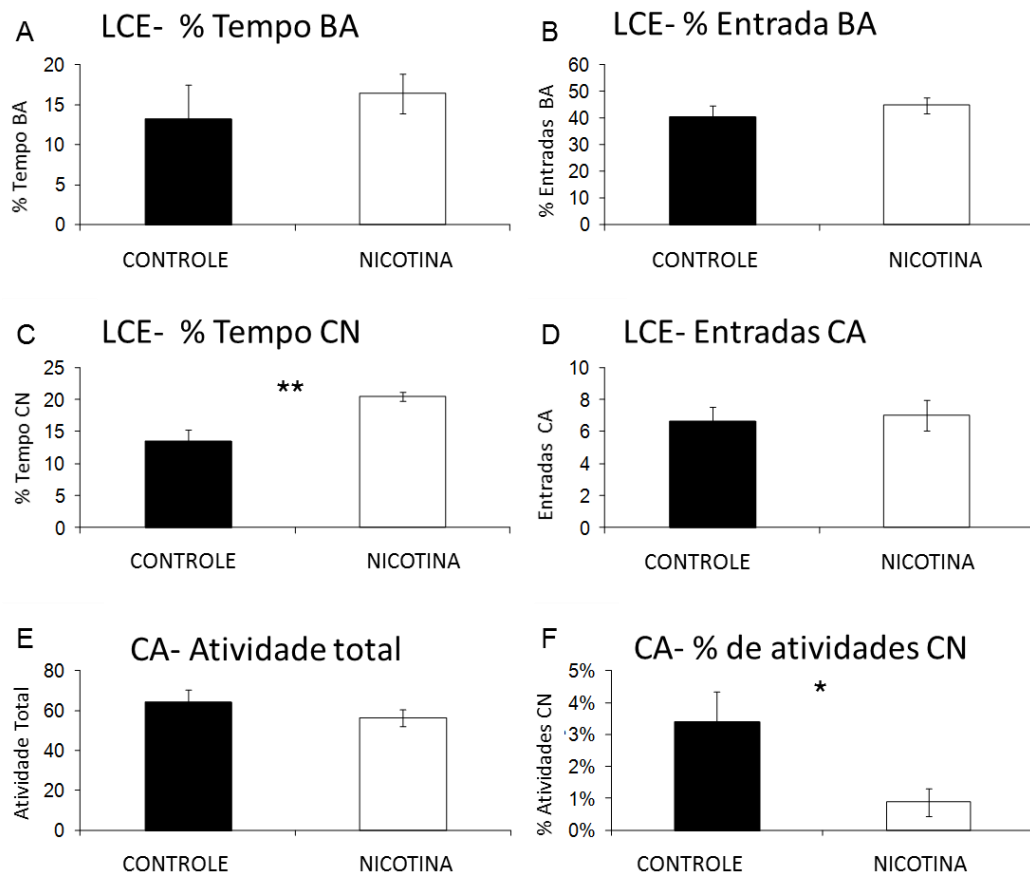 A LCE- % Tempo BA
% Tempo BA
20
15
10
5
0
CONTROLE NICOTINA
B LCE- % Entrada BA
% Entradas BA
60
50
40
30
20
10
0
CONTROLE NICOTINA
C LCE- % Tempo CN
% Tempo CN
25
20
15
10
5
0
**
CONTROLE NICOTINA
D LCE- Entradas CA
Entradas CA
10
8
6
4
2
0
CONTROLE NICOTINA
E CA- Atividade total
Atividade Total
80
60
40
20
0
CONTROLE NICOTINA
F CA- % de atividades CN
% Atividades CN
5%
4%
3%
2%
1%
0%
*
CONTROLE NICOTINA